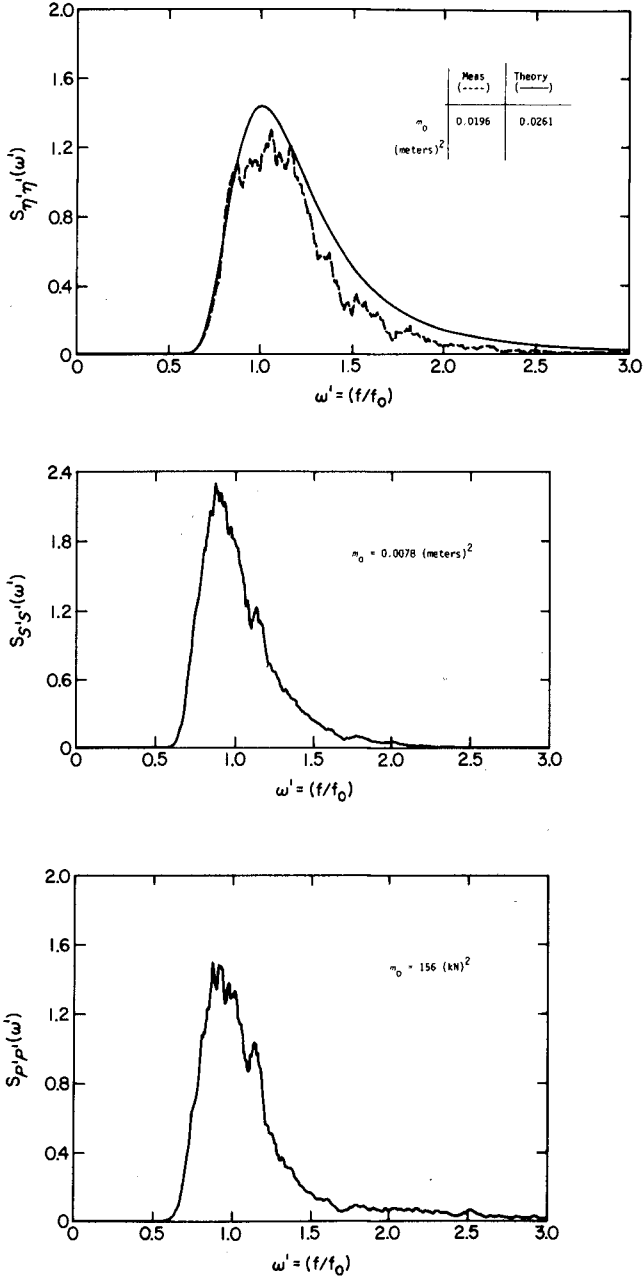 2.0
1.6
1.2
0.8
0.4
0
S_η'η'(ω')
Meas Theory
(----) (——)
m₀ 0.0196 0.0261
(meters)²
0 0.5 1.0 1.5 2.0 2.5 3.0
ω' = (f/f₀)
2.4
1.8
1.2
0.6
0
S_S'S'(ω')
m₀ = 0.0078 (meters)²
0 0.5 1.0 1.5 2.0 2.5 3.0
ω' = (f/f₀)
2.0
1.6
1.2
0.8
0.4
0
S_P'P'(ω')
m₀ = 156 (kN)²
0 0.5 1.0 1.5 2.0 2.5 3.0
ω' = (f/f₀)